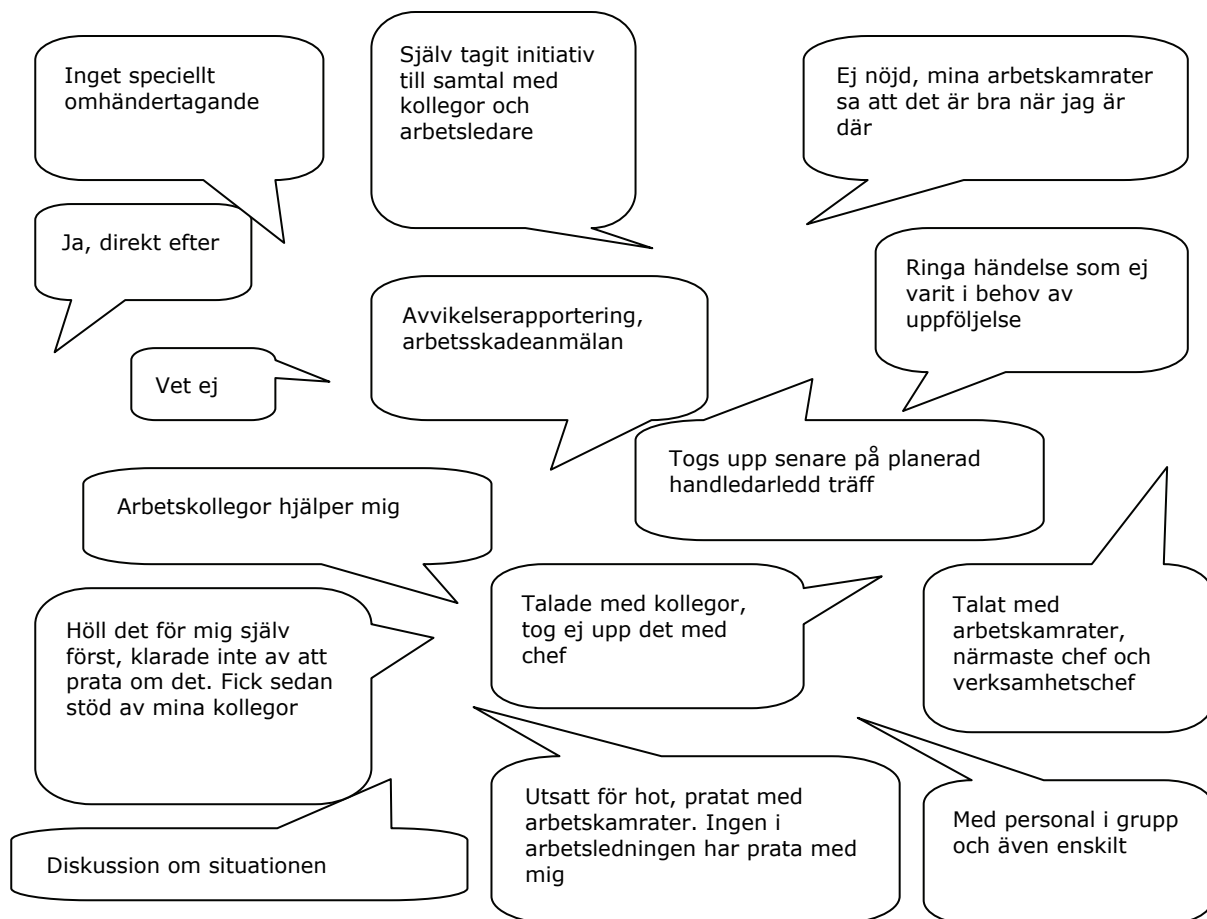 Inget speciellt
omhändertagande
Själv tagit initiativ
till samtal med
kollegor och
arbetsledare
Ej nöjd, mina arbetskamrater
sa att det är bra när jag är
där
Ja, direkt efter
Ringa händelse som ej
varit i behov av
uppföljelse
Avvikelserapportering,
arbetsskadeanmälan
Vet ej
Togs upp senare på planerad
handledarledd träff
Arbetskollegor hjälper mig
Talade med kollegor,
tog ej upp det med
chef
Talat med
arbetskamrater,
närmaste chef och
verksamhetschef
Höll det för mig själv
först, klarade inte av att
prata om det. Fick sedan
stöd av mina kollegor
Utsatt för hot, pratat med
arbetskamrater. Ingen i
arbetsledningen har prata med
mig
Med personal i grupp
och även enskilt
Diskussion om situationen